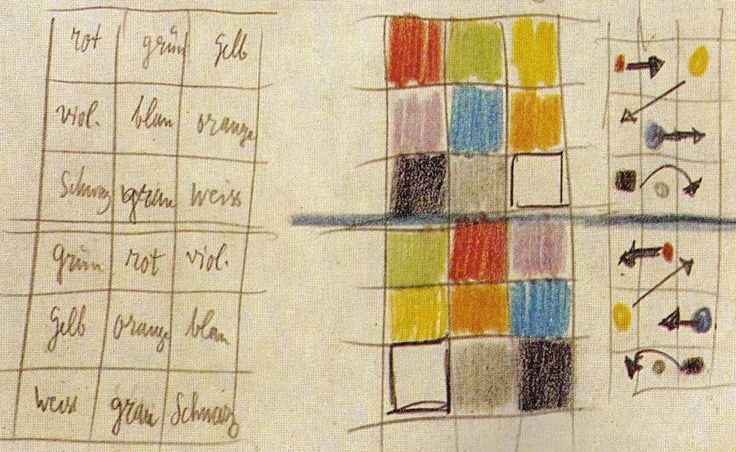 rot grün Gelb
viol. blau orange
Schwarz grau weiss
grün rot viol.
Gelb orange blau
weiss grau Schwarz